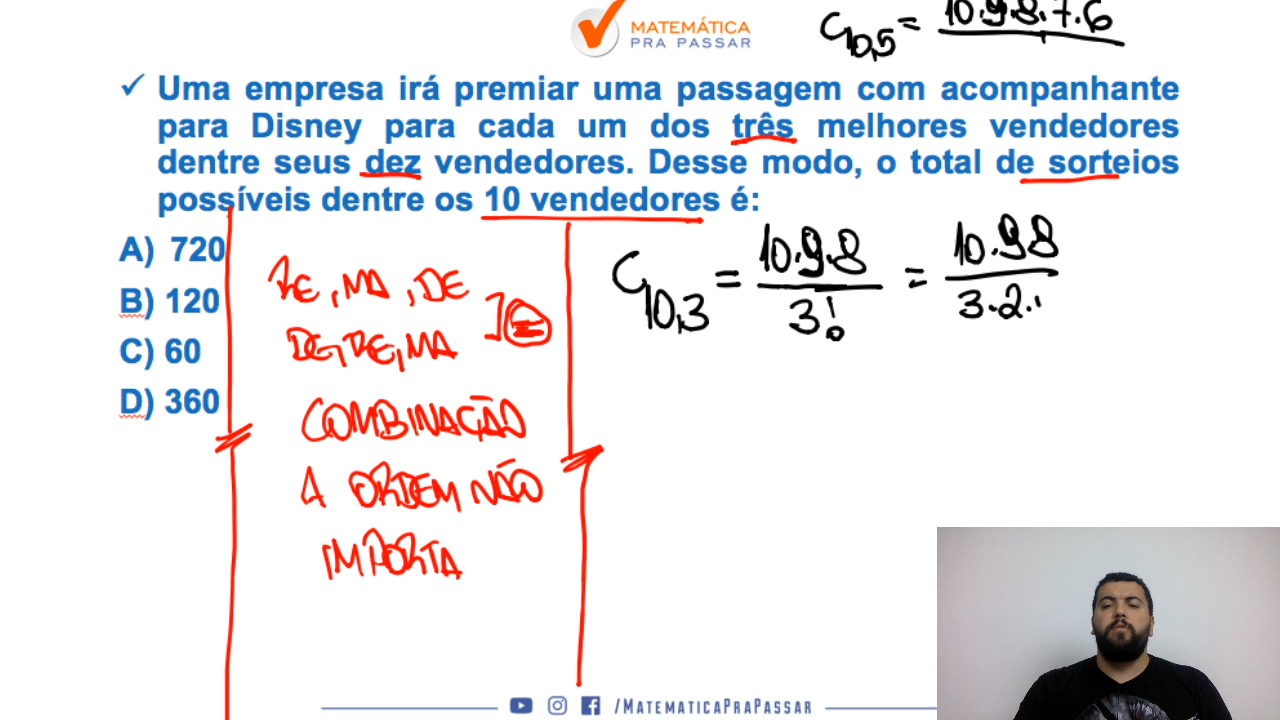 MATEMÁTICA
PRA PASSAR
C10,5 = 10.9.8.7.6
✓ Uma empresa irá premiar uma passagem com acompanhante
para Disney para cada um dos três melhores vendedores
dentre seus dez vendedores. Desse modo, o total de sorteios
possíveis dentre os 10 vendedores é:
A) 720
B) 120
C) 60
D) 360
RE, MA, DE
DE, RE, MA ] =
COMBINAÇÃO
A ORDEM NÃO
IMPORTA
C10,3 = 10.9.8 / 3! = 10.9.8 / 3.2.
/MATEMATICAPRAPASSAR